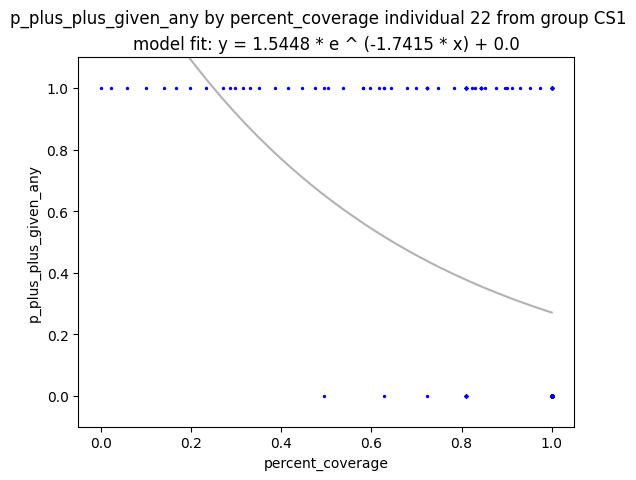 p_plus_plus_given_any by percent_coverage individual 22 from group CS1
model fit: y = 1.5448 * e ^ (-1.7415 * x) + 0.0
1.0
0.8
0.6
0.4
0.2
0.0
p_plus_plus_given_any
0.0 0.2 0.4 0.6 0.8 1.0
percent_coverage